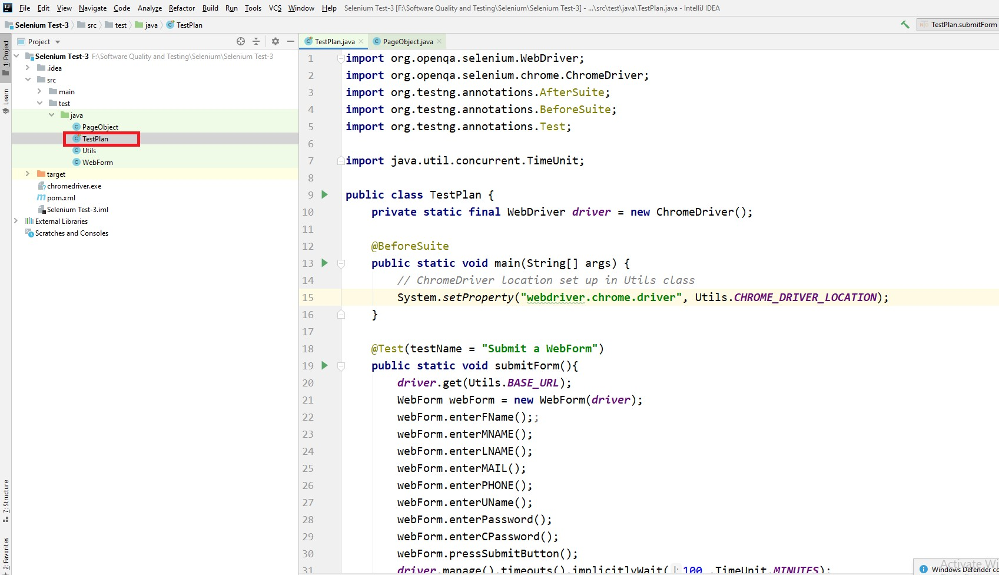 File Edit View Navigate Code Analyze Refactor Build Run Tools VCS Window Help Selenium Test-3 [F:\Software Quality and Testing\Selenium\Selenium Test-3] - ...\src\test\java\TestPlan.java - IntelliJ IDEA
Selenium Test-3 src test java TestPlan TestPlan.submitForm
Project
TestPlan.java PageObject.java
1: Project
Learn
7: Structure
2: Favorites
Selenium Test-3 F:\Software Quality and Testing\Selenium\Selenium Test-3
.idea
src
main
test
java
PageObject
TestPlan
Utils
WebForm
target
chromedriver.exe
pom.xml
Selenium Test-3.iml
External Libraries
Scratches and Consoles
1 import org.openqa.selenium.WebDriver;
2 import org.openqa.selenium.chrome.ChromeDriver;
3 import org.testng.annotations.AfterSuite;
4 import org.testng.annotations.BeforeSuite;
5 import org.testng.annotations.Test;
6
7 import java.util.concurrent.TimeUnit;
8
9 public class TestPlan {
10 private static final WebDriver driver = new ChromeDriver();
11
12 @BeforeSuite
13 public static void main(String[] args) {
14 // ChromeDriver location set up in Utils class
15 System.setProperty("webdriver.chrome.driver", Utils.CHROME_DRIVER_LOCATION);
16 }
17
18 @Test(testName = "Submit a WebForm")
19 public static void submitForm(){
20 driver.get(Utils.BASE_URL);
21 WebForm webForm = new WebForm(driver);
22 webForm.enterFName();;
23 webForm.enterMNAME();
24 webForm.enterLNAME();
25 webForm.enterMAIL();
26 webForm.enterPHONE();
27 webForm.enterUName();
28 webForm.enterPassword();
29 webForm.enterCPassword();
30 webForm.pressSubmitButton();
31 driver.manage().timeouts().implicitlyWait( l: 100 ,TimeUnit.MINUTES);
Activate Wi
Windows Defender co